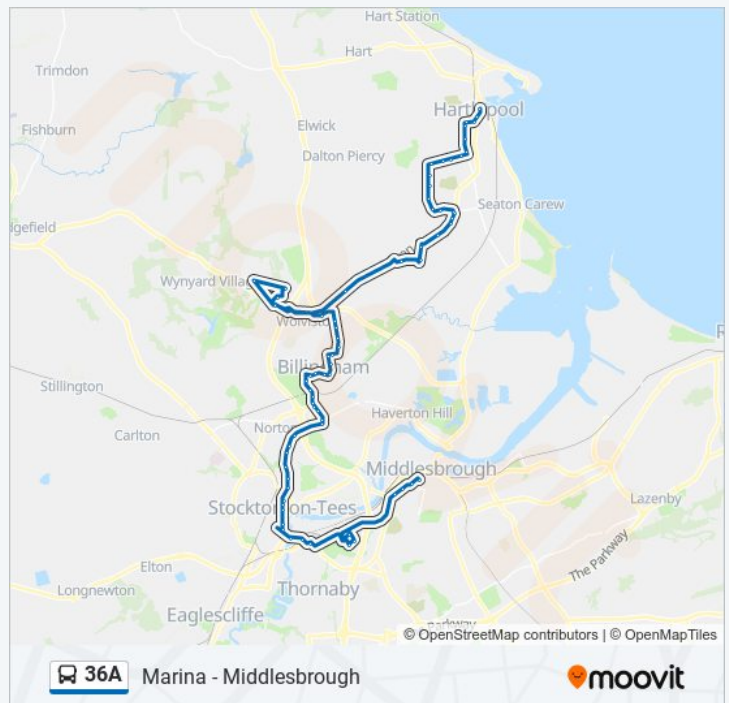 Hart Station
Hart
Trimdon
Hartlepool
Elwick
Fishburn
Dalton Piercy
Seaton Carew
dgefield
Wynyard Village
Wolviston
Billingham
Stillington
Haverton Hill
Norton
Carlton
Middlesbrough
Stockton-on-Tees
Lazenby
The Parkway
Elton
Thornaby
Longnewton
Eaglescliffe
Parkway
© OpenStreetMap contributors | © OpenMapTiles
36A Marina - Middlesbrough
moovit